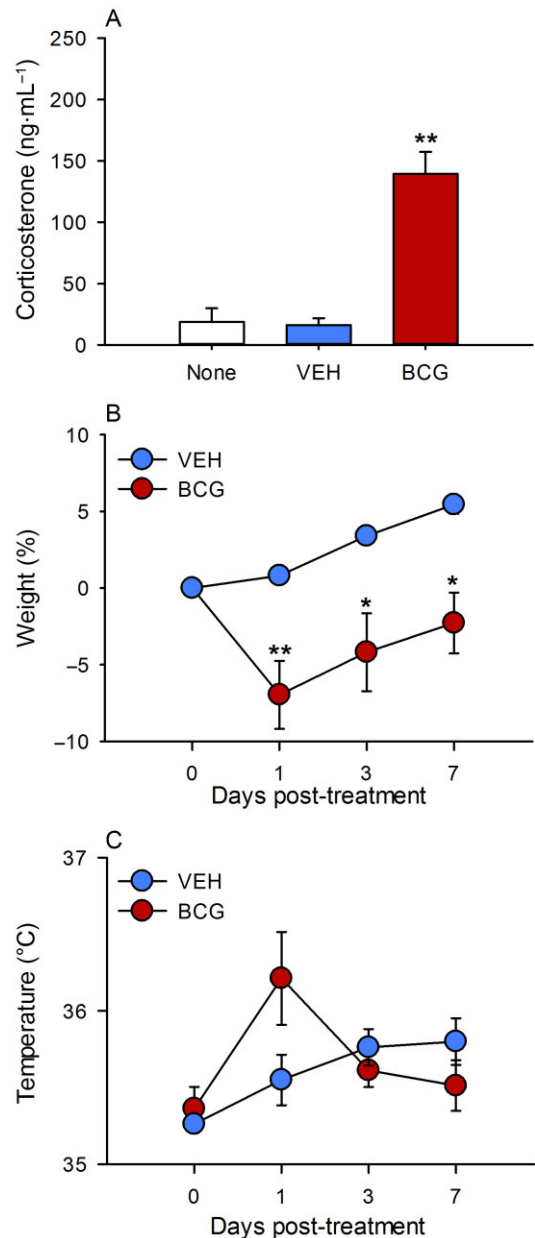 A
250
200
150
100
50
0
Corticosterone (ng·mL⁻¹)
**
None VEH BCG
B
10
5
0
−5
−10
Weight (%)
VEH
BCG
** * *
0 1 3 7
Days post-treatment
C
37
36
35
Temperature (°C)
VEH
BCG
0 1 3 7
Days post-treatment